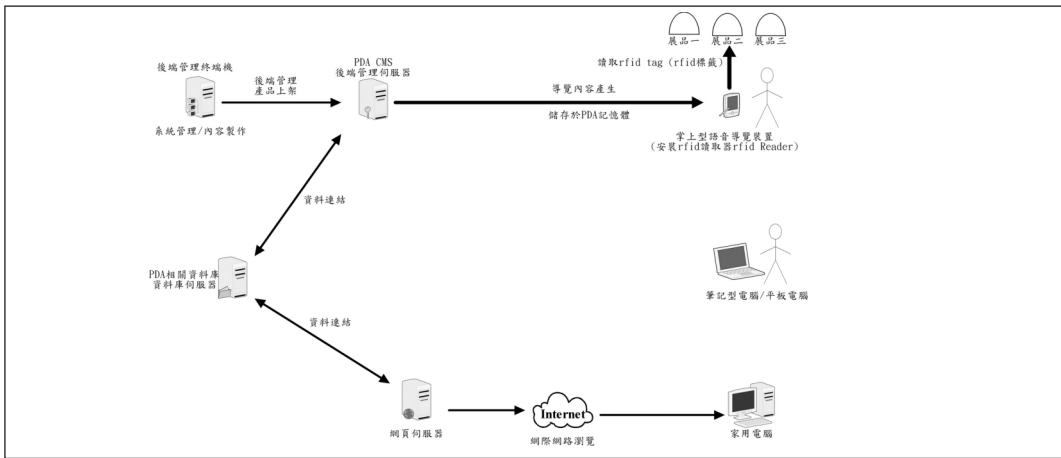 展品一
展品二
展品三
讀取rfid tag (rfid標籤)
後端管理終端機
後端管理
產品上架
PDA CMS
後端管理伺服器
導覽內容產生
儲存於PDA記憶體
系統管理/內容製作
掌上型語音導覽裝置
(安裝rfid讀取器rfid Reader)
資料連結
PDA相關資料庫
資料庫伺服器
筆記型電腦/平板電腦
資料連結
Internet
網頁伺服器
網際網路瀏覽
家用電腦